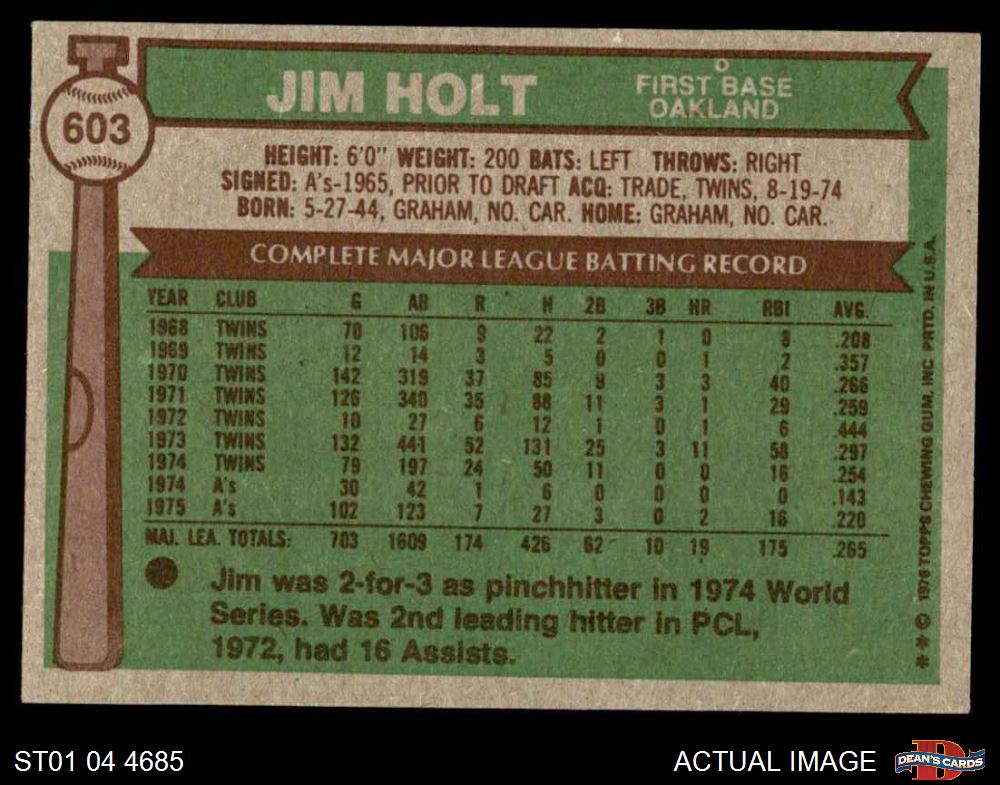 JIM HOLT
FIRST BASE
OAKLAND
603
HEIGHT: 6'0" WEIGHT: 200 BATS: LEFT THROWS: RIGHT
SIGNED: A's-1965, PRIOR TO DRAFT ACQ: TRADE, TWINS, 8-19-74
BORN: 5-27-44, GRAHAM, NO. CAR. HOME: GRAHAM, NO. CAR.
COMPLETE MAJOR LEAGUE BATTING RECORD
YEAR CLUB G AB R H 2B 3B HR RBI AVG.
1968 TWINS 70 106 9 22 2 1 0 8 .208
1969 TWINS 12 14 3 5 0 0 1 2 .357
1970 TWINS 142 319 37 85 9 3 3 40 .266
1971 TWINS 126 340 35 88 11 3 1 29 .259
1972 TWINS 10 27 6 12 1 0 1 6 .444
1973 TWINS 132 441 52 131 25 3 11 58 .297
1974 TWINS 79 197 24 50 11 0 0 16 .254
1974 A's 30 42 1 6 0 0 0 0 .143
1975 A's 102 123 7 27 3 0 2 16 .220
MAJ. LEA. TOTALS: 703 1609 174 426 62 10 19 175 .265
Jim was 2-for-3 as pinchhitter in 1974 World
Series. Was 2nd leading hitter in PCL,
1972, had 16 Assists.
**© 1976 TOPPS CHEWING GUM, INC. PRTD. IN U.S.A.
ST01 04 4685
ACTUAL IMAGE
DEAN'S CARDS